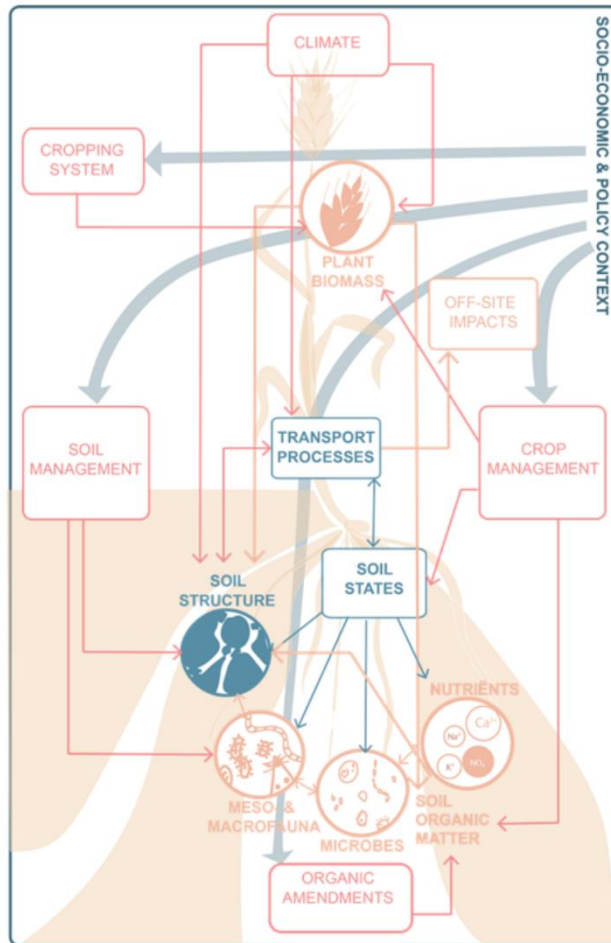 CLIMATE
SOCIO-ECONOMIC & POLICY CONTEXT
CROPPING
SYSTEM
PLANT
BIOMASS
OFF-SITE
IMPACTS
SOIL
MANAGEMENT
TRANSPORT
PROCESSES
CROP
MANAGEMENT
SOIL
STRUCTURE
SOIL
STATES
NUTRIËNTS
Ca²⁺
Na⁺
K⁺
NO₃
MESO- &
MACROFAUNA
MICROBES
SOIL
ORGANIC
MATTER
ORGANIC
AMENDMENTS